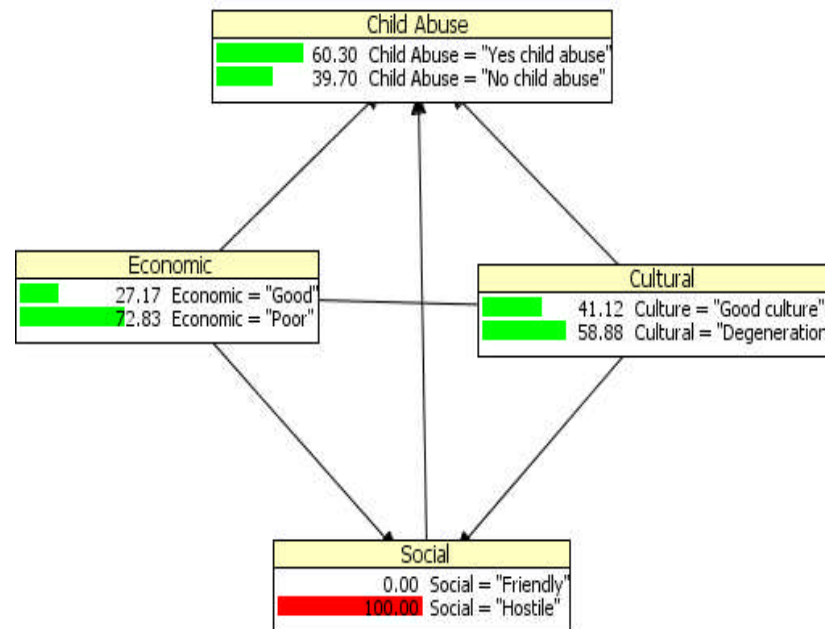 Child Abuse
60.30 Child Abuse = "Yes child abuse"
39.70 Child Abuse = "No child abuse"
Economic
27.17 Economic = "Good"
72.83 Economic = "Poor"
Cultural
41.12 Culture = "Good culture"
58.88 Cultural = "Degeneration
Social
0.00 Social = "Friendly"
100.00 Social = "Hostile"